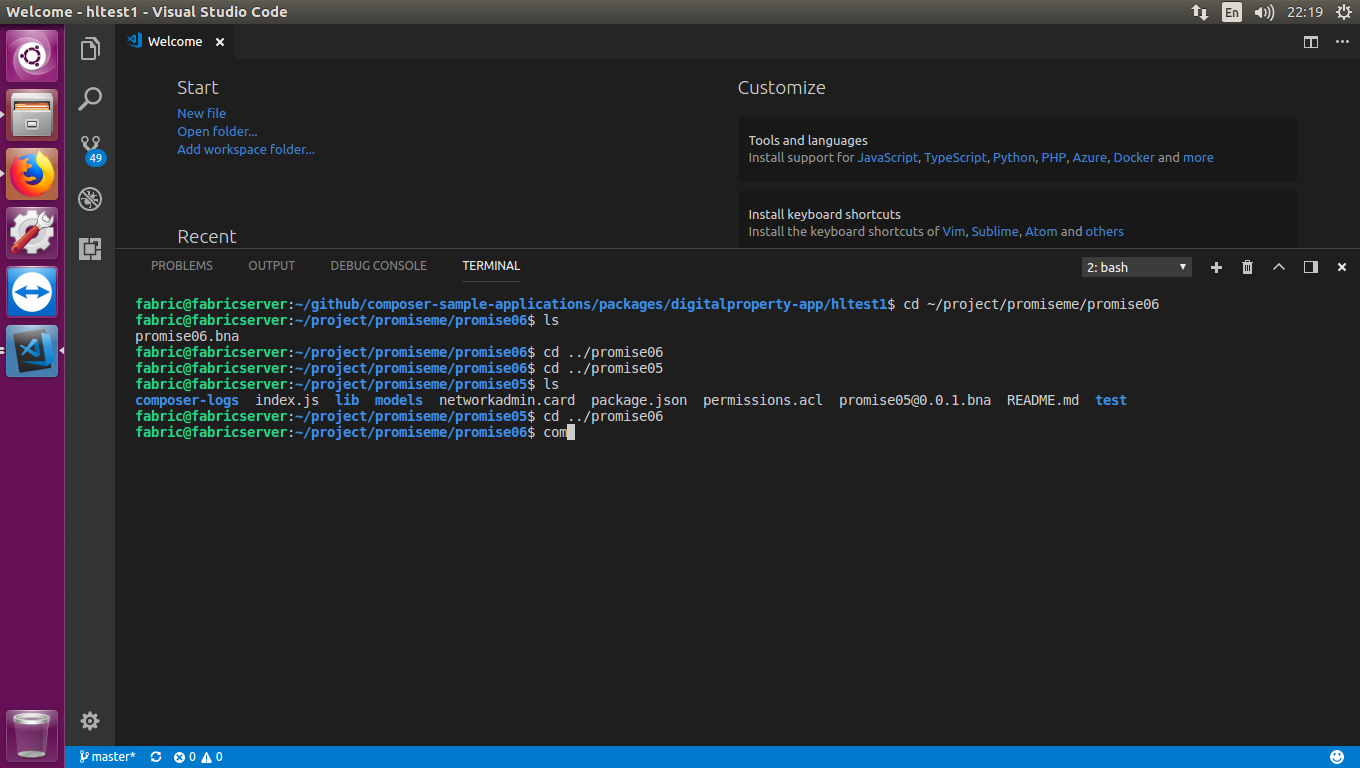 Welcome - hltest1 - Visual Studio Code
En
22:19
Welcome
Start
New file
Open folder...
Add workspace folder...
Recent
Customize
Tools and languages
Install support for JavaScript, TypeScript, Python, PHP, Azure, Docker and more
Install keyboard shortcuts
Install the keyboard shortcuts of Vim, Sublime, Atom and others
49
PROBLEMS OUTPUT DEBUG CONSOLE TERMINAL
2: bash
fabric@fabricserver:~/github/composer-sample-applications/packages/digitalproperty-app/hltest1$ cd ~/project/promiseme/promise06
fabric@fabricserver:~/project/promiseme/promise06$ ls
promise06.bna
fabric@fabricserver:~/project/promiseme/promise06$ cd ../promise06
fabric@fabricserver:~/project/promiseme/promise06$ cd ../promise05
fabric@fabricserver:~/project/promiseme/promise05$ ls
composer-logs index.js lib models networkadmin.card package.json permissions.acl promise05@0.0.1.bna README.md test
fabric@fabricserver:~/project/promiseme/promise05$ cd ../promise06
fabric@fabricserver:~/project/promiseme/promise06$ com
master* 0 0